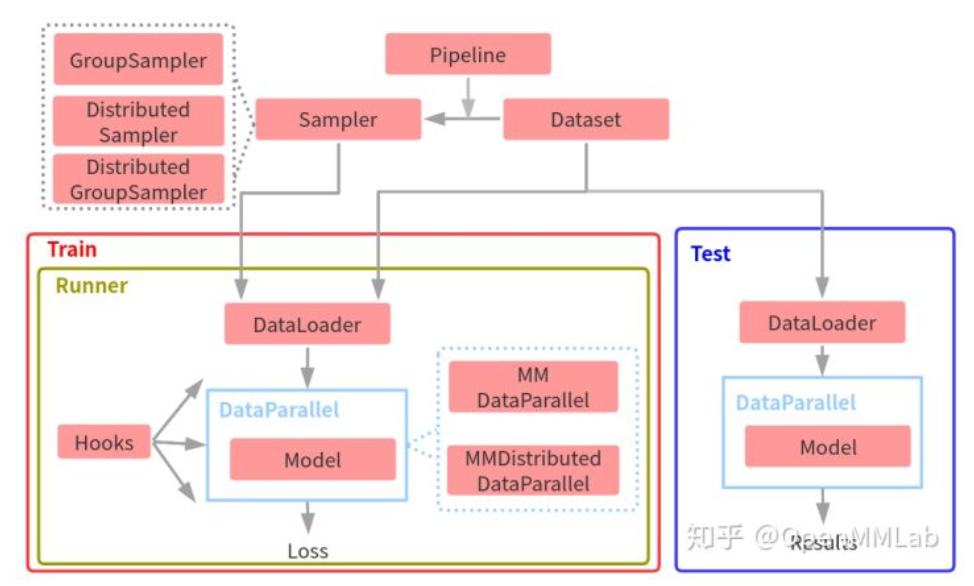 GroupSampler
Distributed
Sampler
Distributed
GroupSampler
Pipeline
Sampler
Dataset
Train
Runner
DataLoader
Hooks
DataParallel
Model
MM
DataParallel
MMDistributed
DataParallel
Loss
Test
DataLoader
DataParallel
Model
Results
知乎 @OpenMMLab